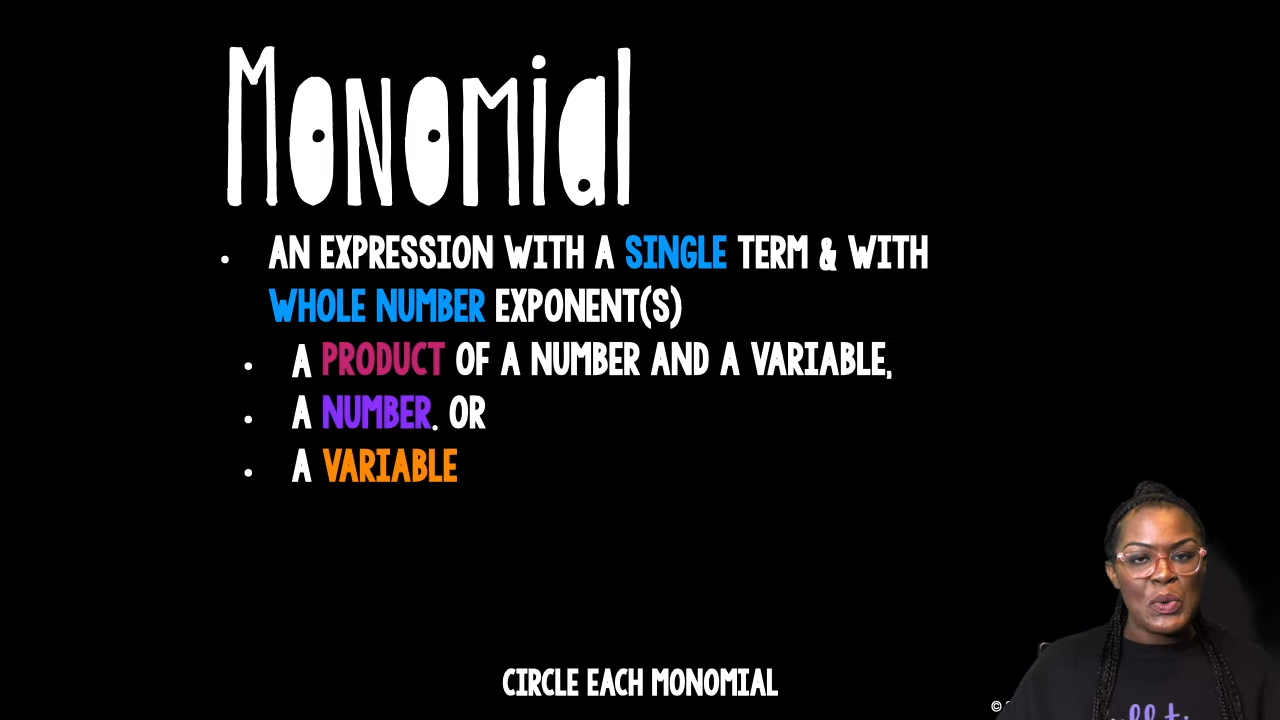 Monomial
AN EXPRESSION WITH A SINGLE TERM & WITH
WHOLE NUMBER EXPONENT(S)
A PRODUCT OF A NUMBER AND A VARIABLE,
A NUMBER. OR
A VARIABLE
CIRCLE EACH MONOMIAL
©